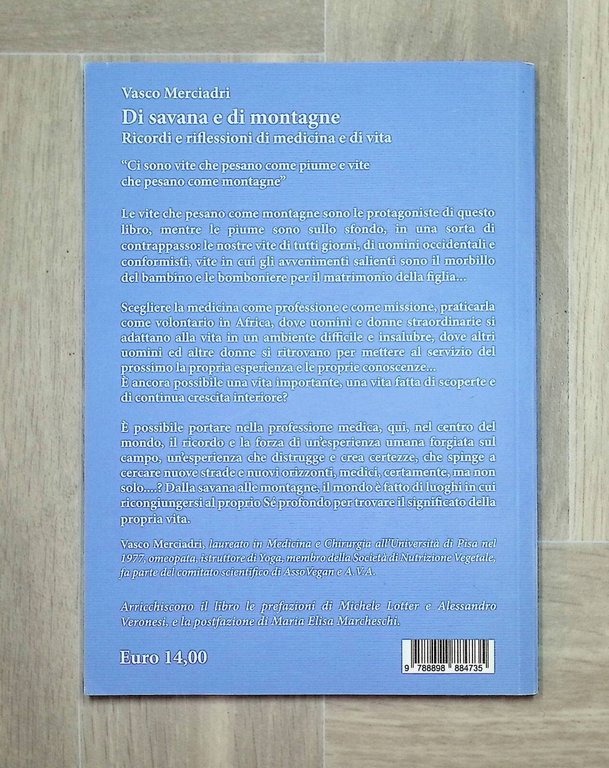 Vasco Merciadri
Di savana e di montagne
Ricordi e riflessioni di medicina e di vita
“Ci sono vite che pesano come piume e vite
che pesano come montagne”
Le vite che pesano come montagne sono le protagoniste di questo
libro, mentre le piume sono sullo sfondo, in una sorta di
contrappasso: le nostre vite di tutti giorni, di uomini occidentali e
conformisti, vite in cui gli avvenimenti salienti sono il morbillo
del bambino e le bomboniere per il matrimonio della figlia...
Scegliere la medicina come professione e come missione, praticarla
come volontario in Africa, dove uomini e donne straordinarie si
adattano alla vita in un ambiente difficile e insalubre, dove altri
uomini ed altre donne si ritrovano per mettere al servizio del
prossimo la propria esperienza e le proprie conoscenze...
È ancora possibile una vita importante, una vita fatta di scoperte e
di continua crescita interiore?
È possibile portare nella professione medica, qui, nel centro del
mondo, il ricordo e la forza di un’esperienza umana forgiata sul
campo, un’esperienza che distrugge e crea certezze, che spinge a
cercare nuove strade e nuovi orizzonti, medici, certamente, ma non
solo....? Dalla savana alle montagne, il mondo è fatto di luoghi in cui
ricongiungersi al proprio Sé profondo per trovare il significato della
propria vita.
Vasco Merciadri, laureato in Medicina e Chirurgia all’Università di Pisa nel
1977, omeopata, istruttore di Yoga, membro della Società di Nutrizione Vegetale,
fa parte del comitato scientifico di AssoVegan e A.V.A.
Arricchiscono il libro le prefazioni di Michele Lotter e Alessandro
Veronesi, e la postfazione di Maria Elisa Marcheschi.
Euro 14,00
9 788898 884735